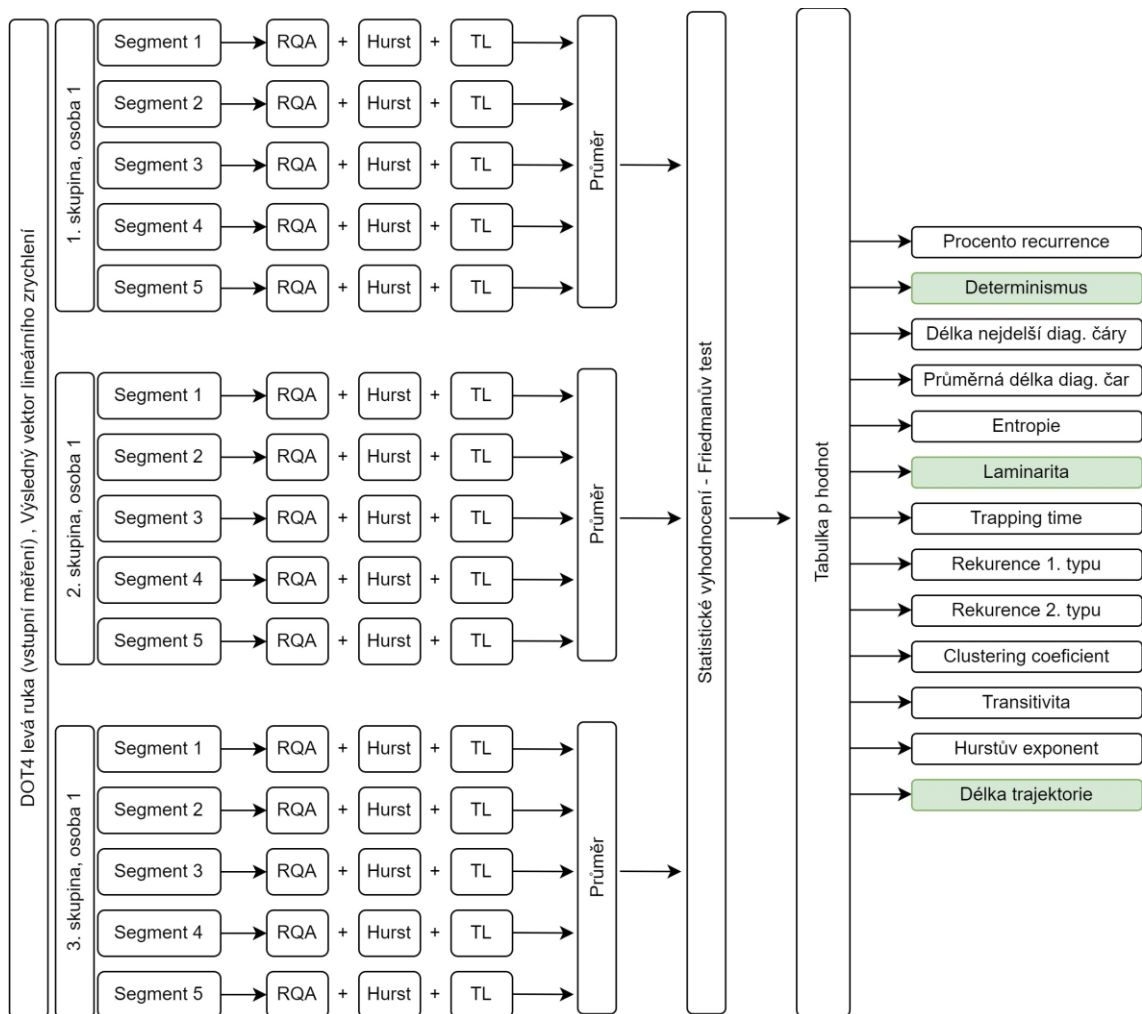 DOT4 levá ruka (vstupní měření) , Výsledný vektor lineárního zrychlení
1. skupina, osoba 1
Segment 1 RQA + Hurst + TL
Segment 2 RQA + Hurst + TL
Segment 3 RQA + Hurst + TL
Segment 4 RQA + Hurst + TL
Segment 5 RQA + Hurst + TL
Průměr
2. skupina, osoba 1
Segment 1 RQA + Hurst + TL
Segment 2 RQA + Hurst + TL
Segment 3 RQA + Hurst + TL
Segment 4 RQA + Hurst + TL
Segment 5 RQA + Hurst + TL
Průměr
3. skupina, osoba 1
Segment 1 RQA + Hurst + TL
Segment 2 RQA + Hurst + TL
Segment 3 RQA + Hurst + TL
Segment 4 RQA + Hurst + TL
Segment 5 RQA + Hurst + TL
Průměr
Statistické vyhodnocení - Friedmanův test
Tabulka p hodnot
Procento recurrence
Determinismus
Délka nejdelší diag. čáry
Průměrná délka diag. čar
Entropie
Laminarita
Trapping time
Rekurence 1. typu
Rekurence 2. typu
Clustering coeficient
Transitivita
Hurstův exponent
Délka trajektorie